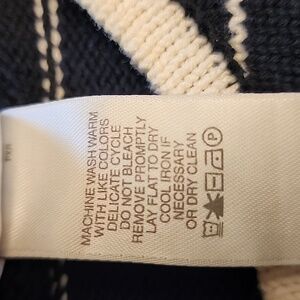 MACHINE WASH WARM
WITH LIKE COLORS
DELICATE CYCLE
DO NOT BLEACH
REMOVE PROMPTLY
LAY FLAT TO DRY
COOL IRON IF
NECESSARY
OR DRY CLEAN
P